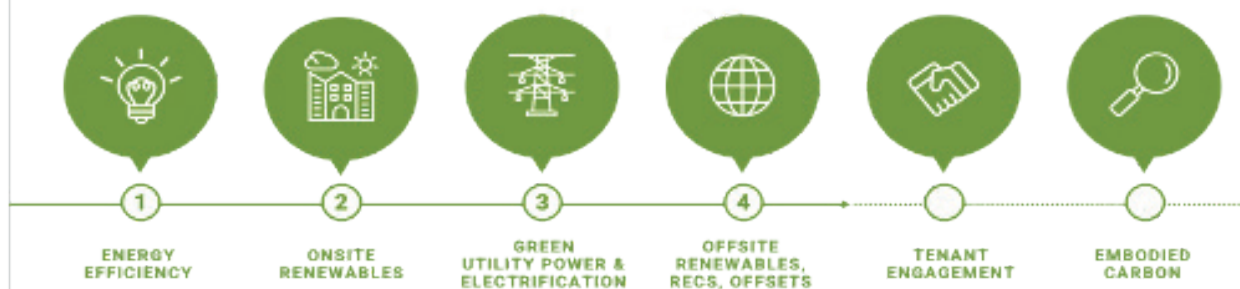 1
2
3
4
ENERGY
EFFICIENCY
ONSITE
RENEWABLES
GREEN
UTILITY POWER &
ELECTRIFICATION
OFFSITE
RENEWABLES,
RECS, OFFSETS
TENANT
ENGAGEMENT
EMBODIED
CARBON